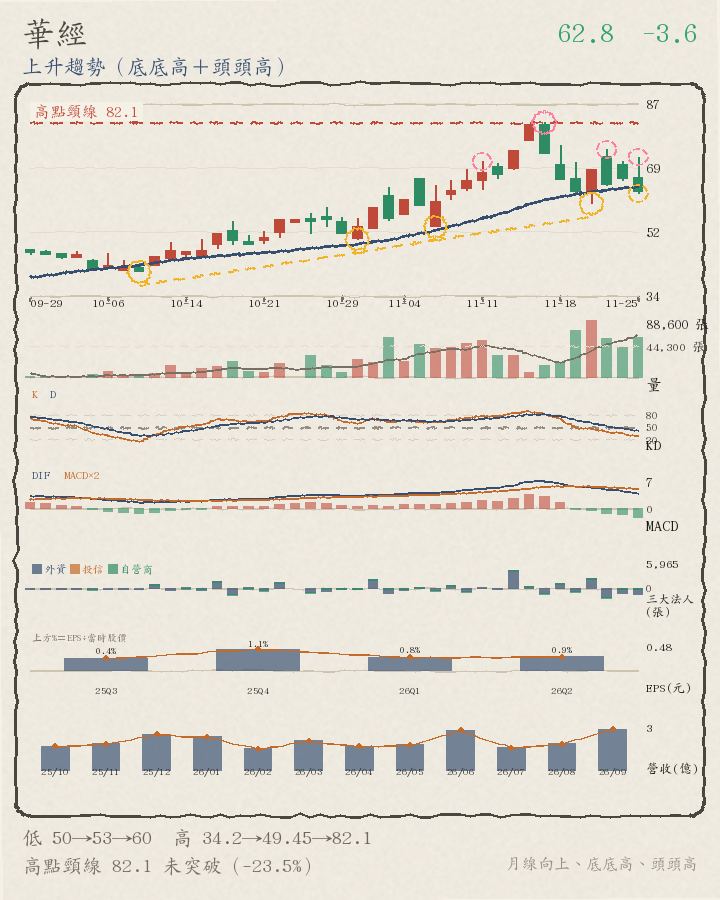 華經
62.8 -3.6
上升趨勢（底底高＋頭頭高）
高點頸線 82.1
87
69
52
34
09-29 10-06 10-14 10-21 10-29 11-04 11-11 11-18 11-25
88,600 張
44,300 張
量
K D
80
50
20
KD
DIF MACD×2
7
0
MACD
外資 投信 自營商
5,965
0
三大法人
(張)
上方%＝EPS÷當時股價
0.4% 1.1% 0.8% 0.9%
0.48
25Q3 25Q4 26Q1 26Q2
EPS(元)
3
25/10 25/11 25/12 26/01 26/02 26/03 26/04 26/05 26/06 26/07 26/08 26/09
營收(億)
低 50→53→60 高 34.2→49.45→82.1
高點頸線 82.1 未突破（-23.5%）
月線向上、底底高、頭頭高